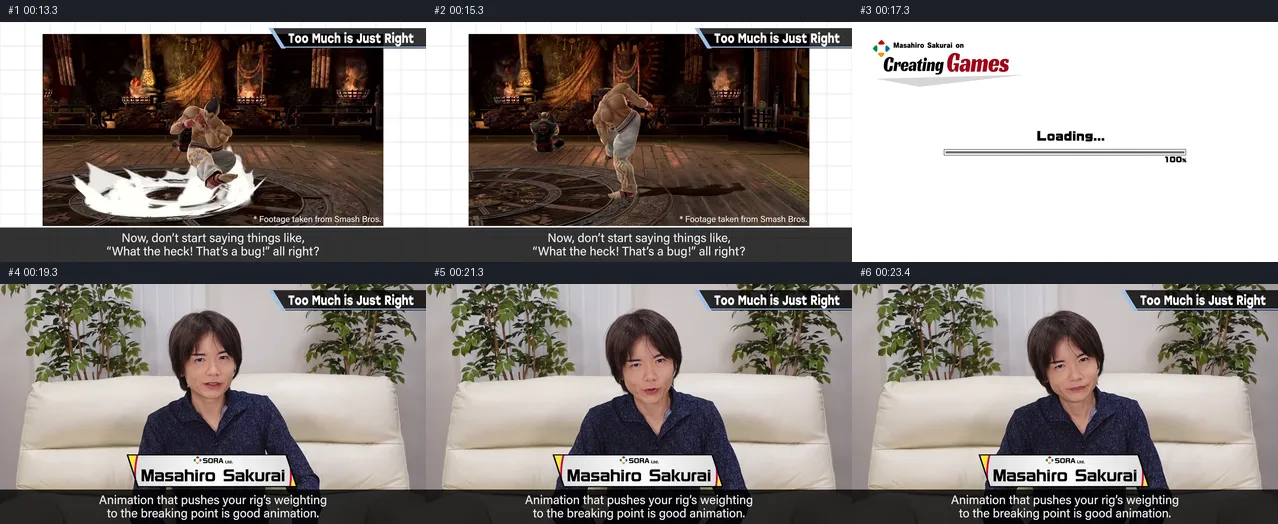 #1 00:13.3
Too Much is Just Right
* Footage taken from Smash Bros.
Now, don't start saying things like,
“What the heck! That's a bug!” all right?
#2 00:15.3
Too Much is Just Right
* Footage taken from Smash Bros.
Now, don't start saying things like,
“What the heck! That's a bug!” all right?
#3 00:17.3
Masahiro Sakurai on
Creating Games
Loading...
100%
#4 00:19.3
Too Much is Just Right
SORA Ltd.
Masahiro Sakurai
Animation that pushes your rig's weighting
to the breaking point is good animation.
#5 00:21.3
Too Much is Just Right
SORA Ltd.
Masahiro Sakurai
Animation that pushes your rig's weighting
to the breaking point is good animation.
#6 00:23.4
Too Much is Just Right
SORA Ltd.
Masahiro Sakurai
Animation that pushes your rig's weighting
to the breaking point is good animation.